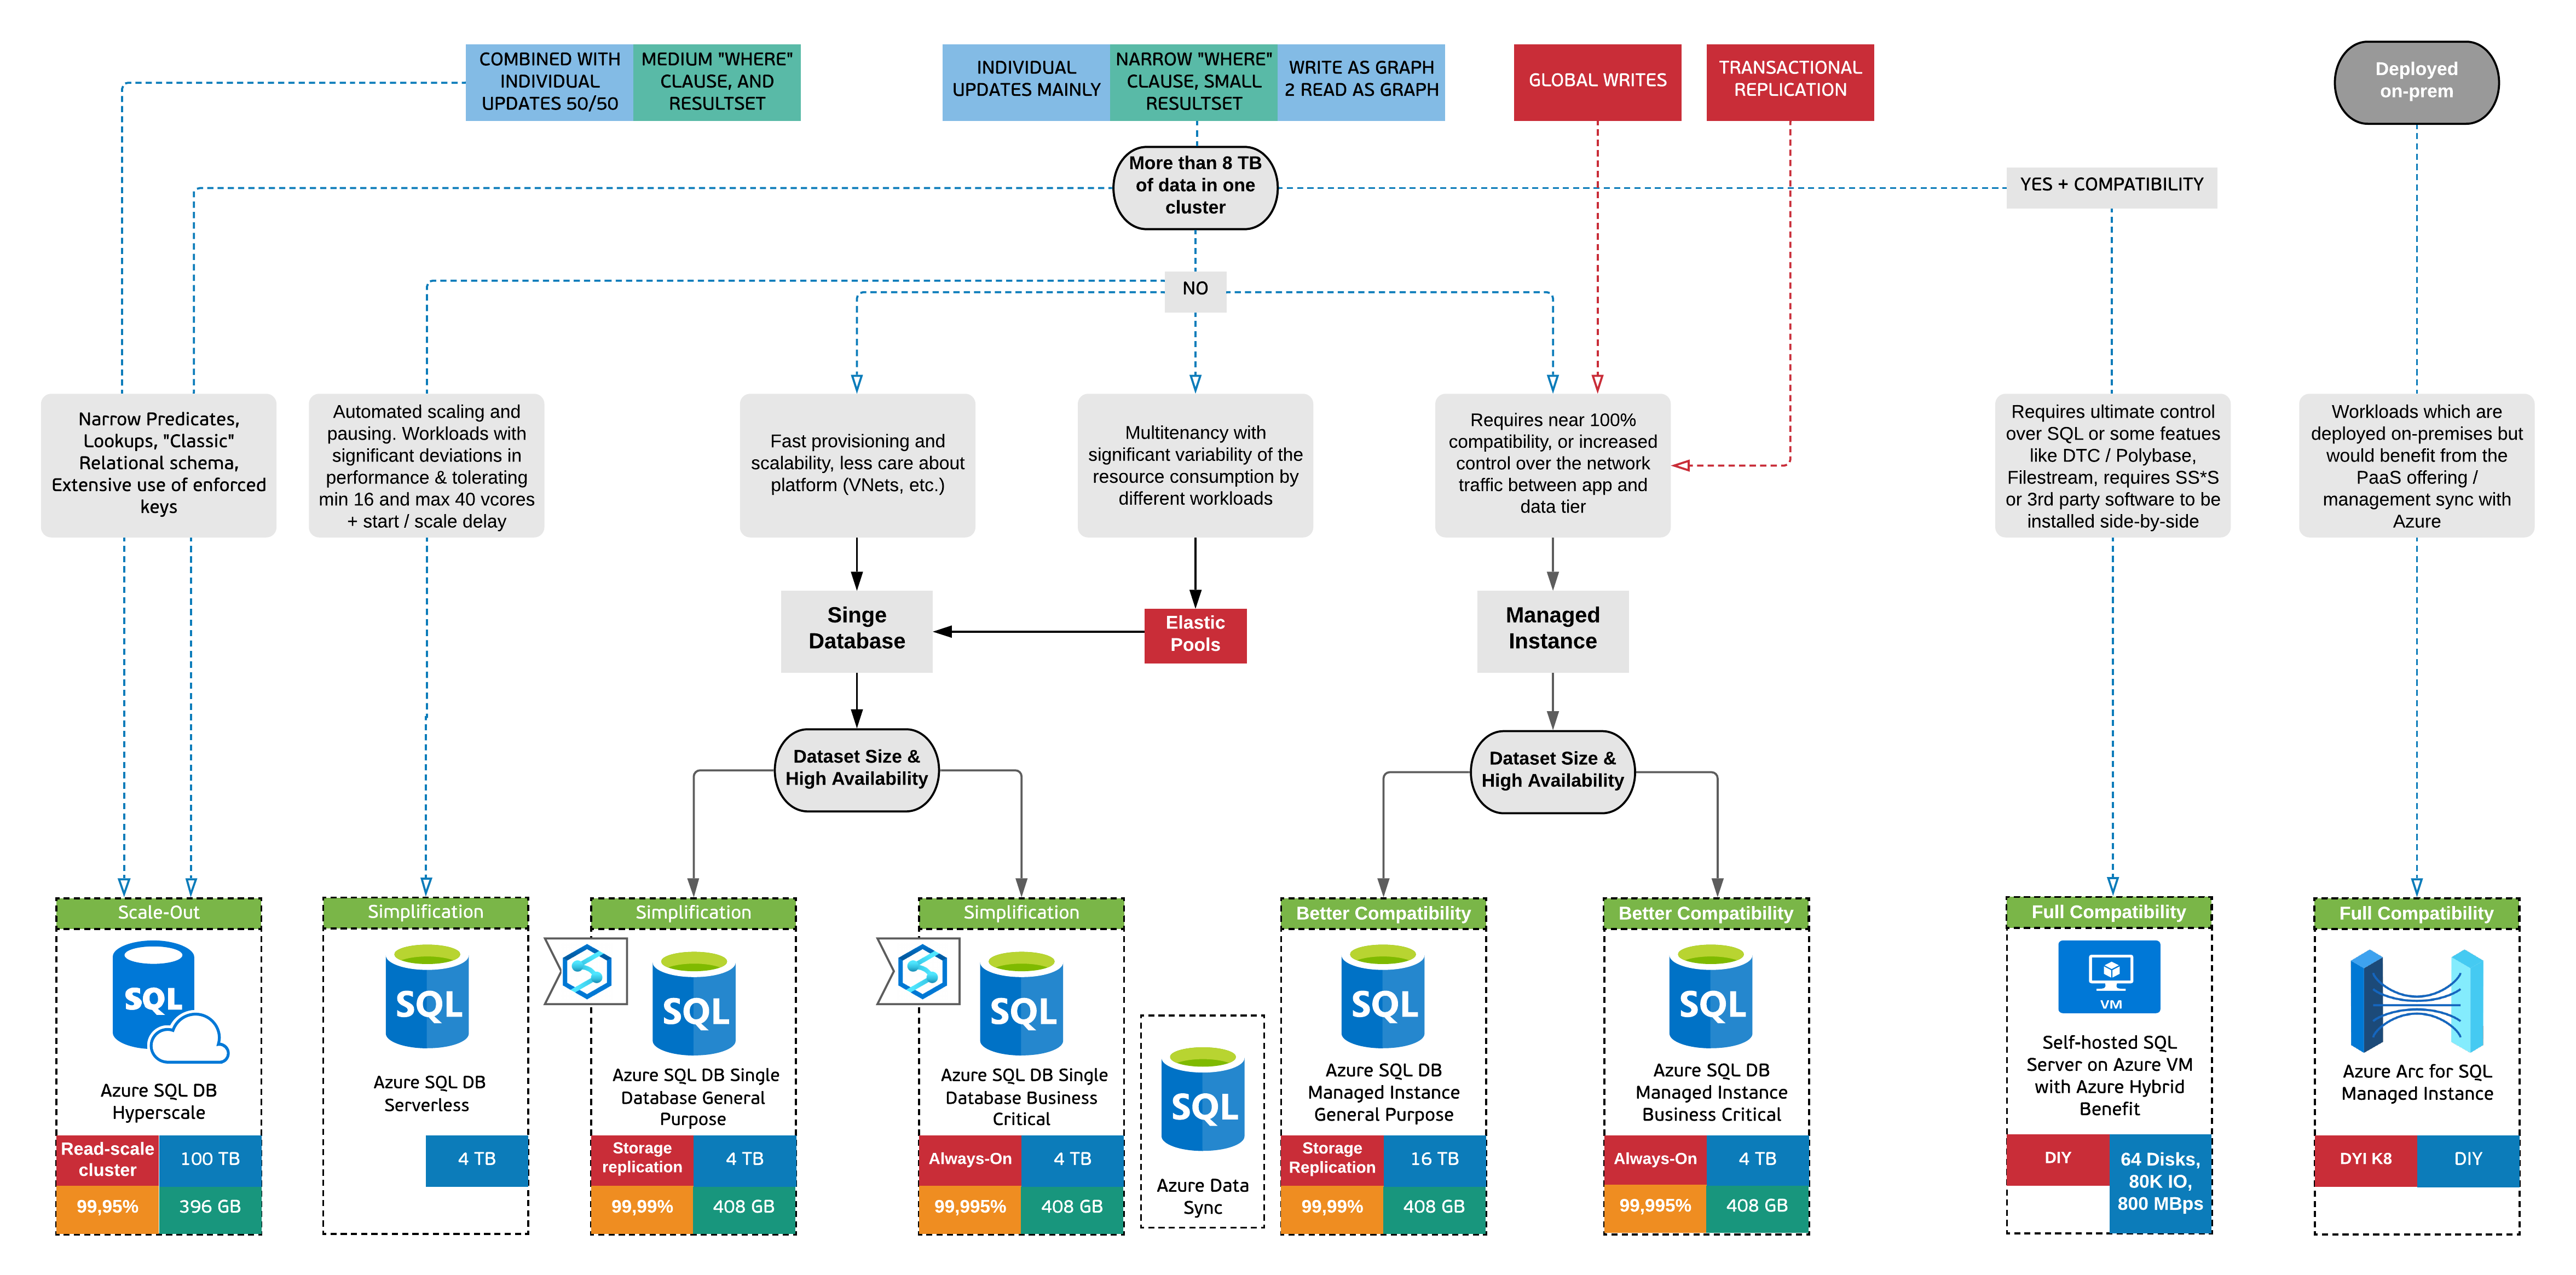 COMBINED WITH
INDIVIDUAL
UPDATES 50/50
MEDIUM "WHERE"
CLAUSE, AND
RESULTSET
INDIVIDUAL
UPDATES MAINLY
NARROW "WHERE"
CLAUSE, SMALL
RESULTSET
WRITE AS GRAPH
2 READ AS GRAPH
GLOBAL WRITES
TRANSACTIONAL
REPLICATION
Deployed
on-prem
More than 8 TB
of data in one
cluster
YES + COMPATIBILITY
NO
Narrow Predicates,
Lookups, "Classic"
Relational schema,
Extensive use of enforced
keys
Automated scaling and
pausing. Workloads with
significant deviations in
performance & tolerating
min 16 and max 40 vcores
+ start / scale delay
Fast provisioning and
scalability, less care about
platform (VNets, etc.)
Multitenancy with
significant variability of the
resource consumption by
different workloads
Requires near 100%
compatibility, or increased
control over the network
traffic between app and
data tier
Requires ultimate control
over SQL or some featues
like DTC / Polybase,
Filestream, requires SS*S
or 3rd party software to be
installed side-by-side
Workloads which are
deployed on-premises but
would benefit from the
PaaS offering /
management sync with
Azure
Singe
Database
Elastic
Pools
Managed
Instance
Dataset Size &
High Availability
Dataset Size &
High Availability
Scale-Out
SQL
Azure SQL DB
Hyperscale
Read-scale
cluster
100 TB
99,95%
396 GB
Simplification
SQL
Azure SQL DB
Serverless
4 TB
Simplification
SQL
Azure SQL DB Single
Database General
Purpose
Storage
replication
4 TB
99,99%
408 GB
Simplification
SQL
Azure SQL DB Single
Database Business
Critical
Always-On
4 TB
99,995%
408 GB
SQL
Azure Data
Sync
Better Compatibility
SQL
Azure SQL DB
Managed Instance
General Purpose
Storage
Replication
16 TB
99,99%
408 GB
Better Compatibility
SQL
Azure SQL DB
Managed Instance
Business Critical
Always-On
4 TB
99,995%
408 GB
Full Compatibility
VM
Self-hosted SQL
Server on Azure VM
with Azure Hybrid
Benefit
DIY
64 Disks,
80K IO,
800 MBps
Full Compatibility
Azure Arc for SQL
Managed Instance
DYI K8
DIY